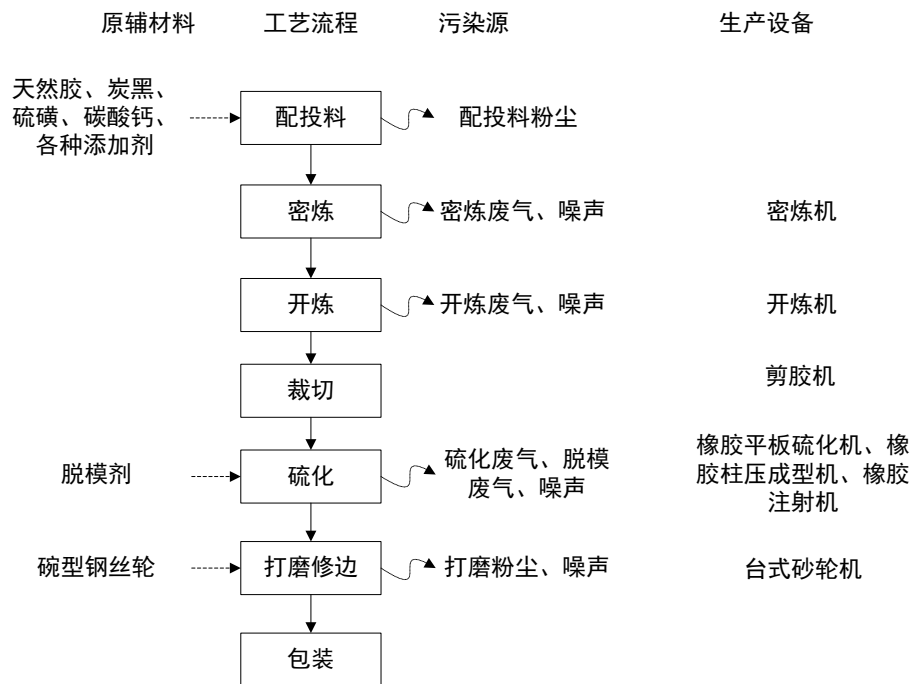 原辅材料 工艺流程 污染源 生产设备
天然胶、炭黑、
硫磺、碳酸钙、
各种添加剂
配投料
配投料粉尘
密炼
密炼废气、噪声
密炼机
开炼
开炼废气、噪声
开炼机
裁切
剪胶机
脱模剂
硫化
硫化废气、脱模
废气、噪声
橡胶平板硫化机、橡
胶柱压成型机、橡胶
注射机
碗型钢丝轮
打磨修边
打磨粉尘、噪声
台式砂轮机
包装